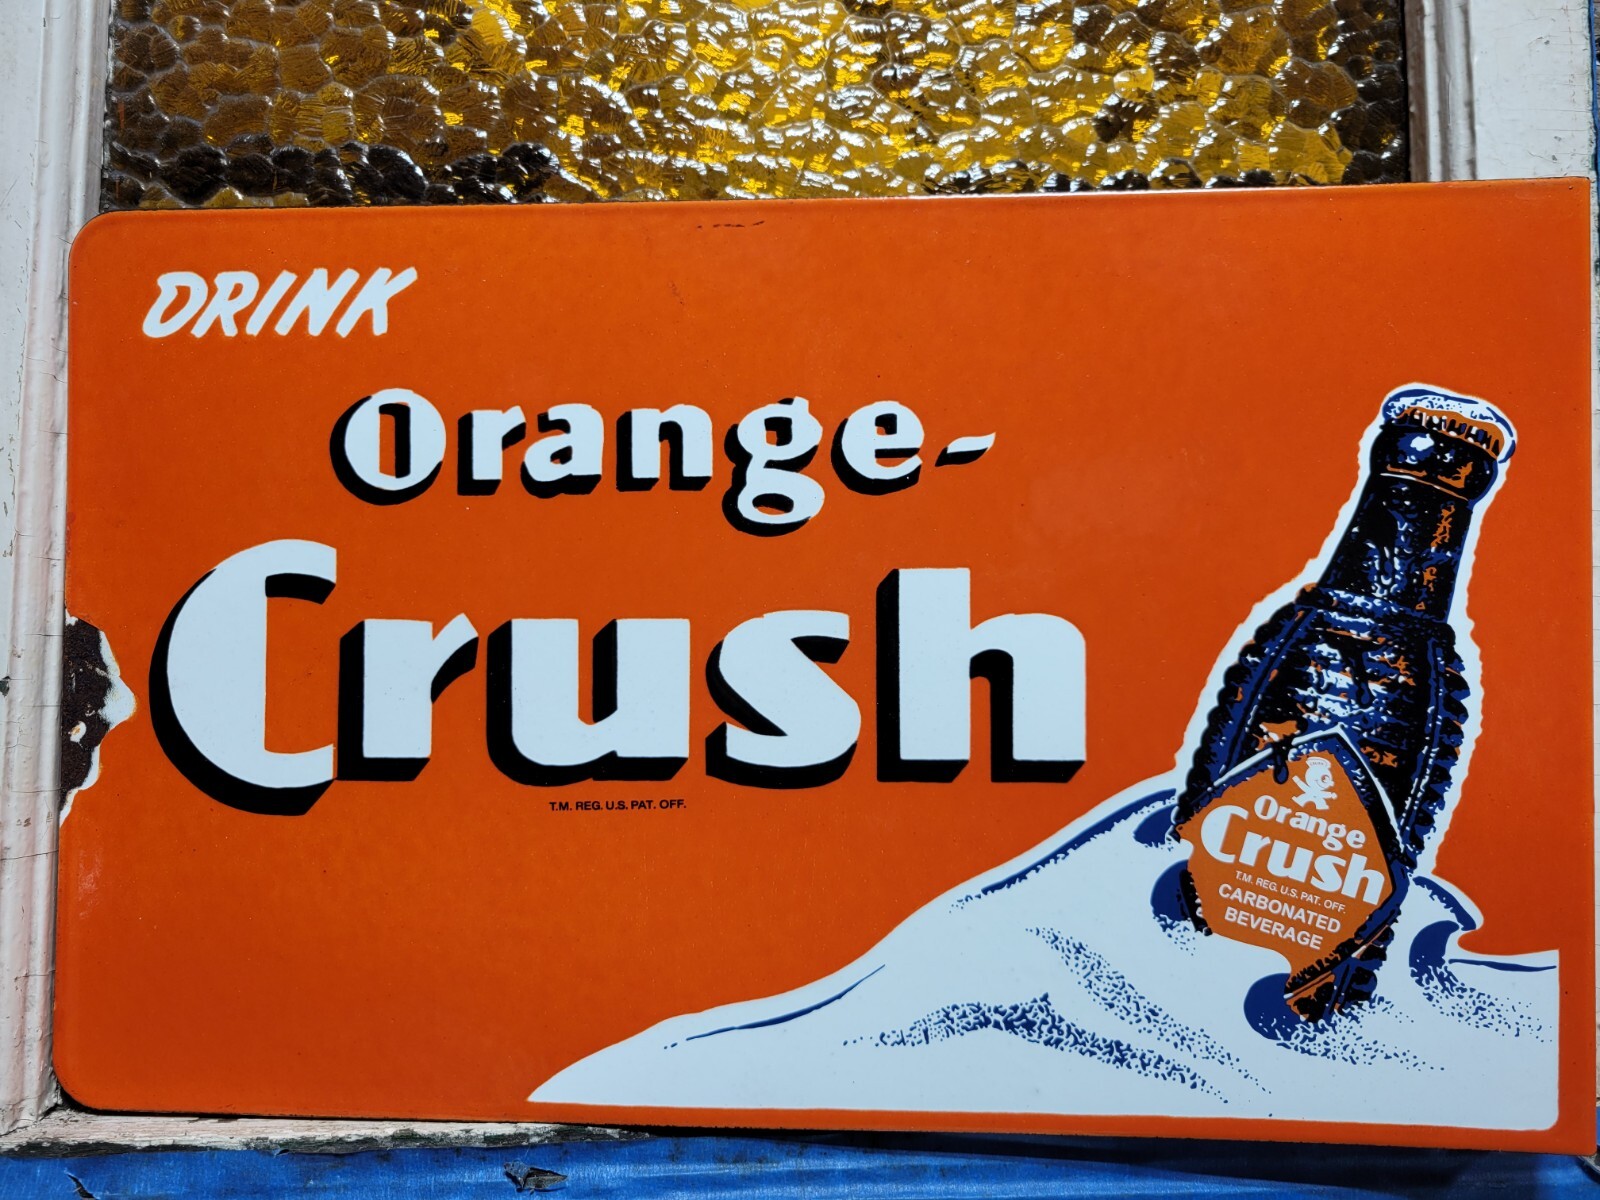 DRINK
Orange-
Crush
T.M. REG. U.S. PAT. OFF.
Orange
Crush
T.M. REG. U.S. PAT. OFF.
CARBONATED
BEVERAGE